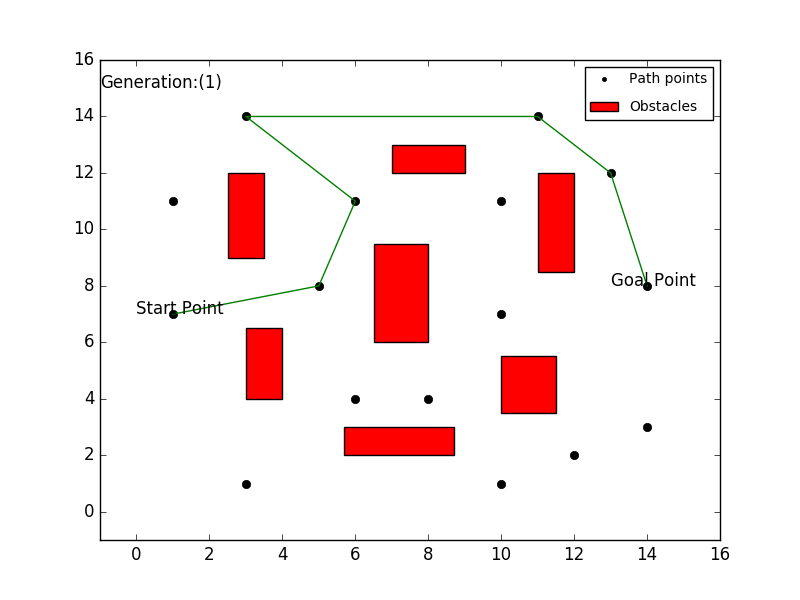 16
Generation:(1)
Path points
Obstacles
14
12
10
8
Goal Point
Start Point
6
4
2
0
0 2 4 6 8 10 12 14 16